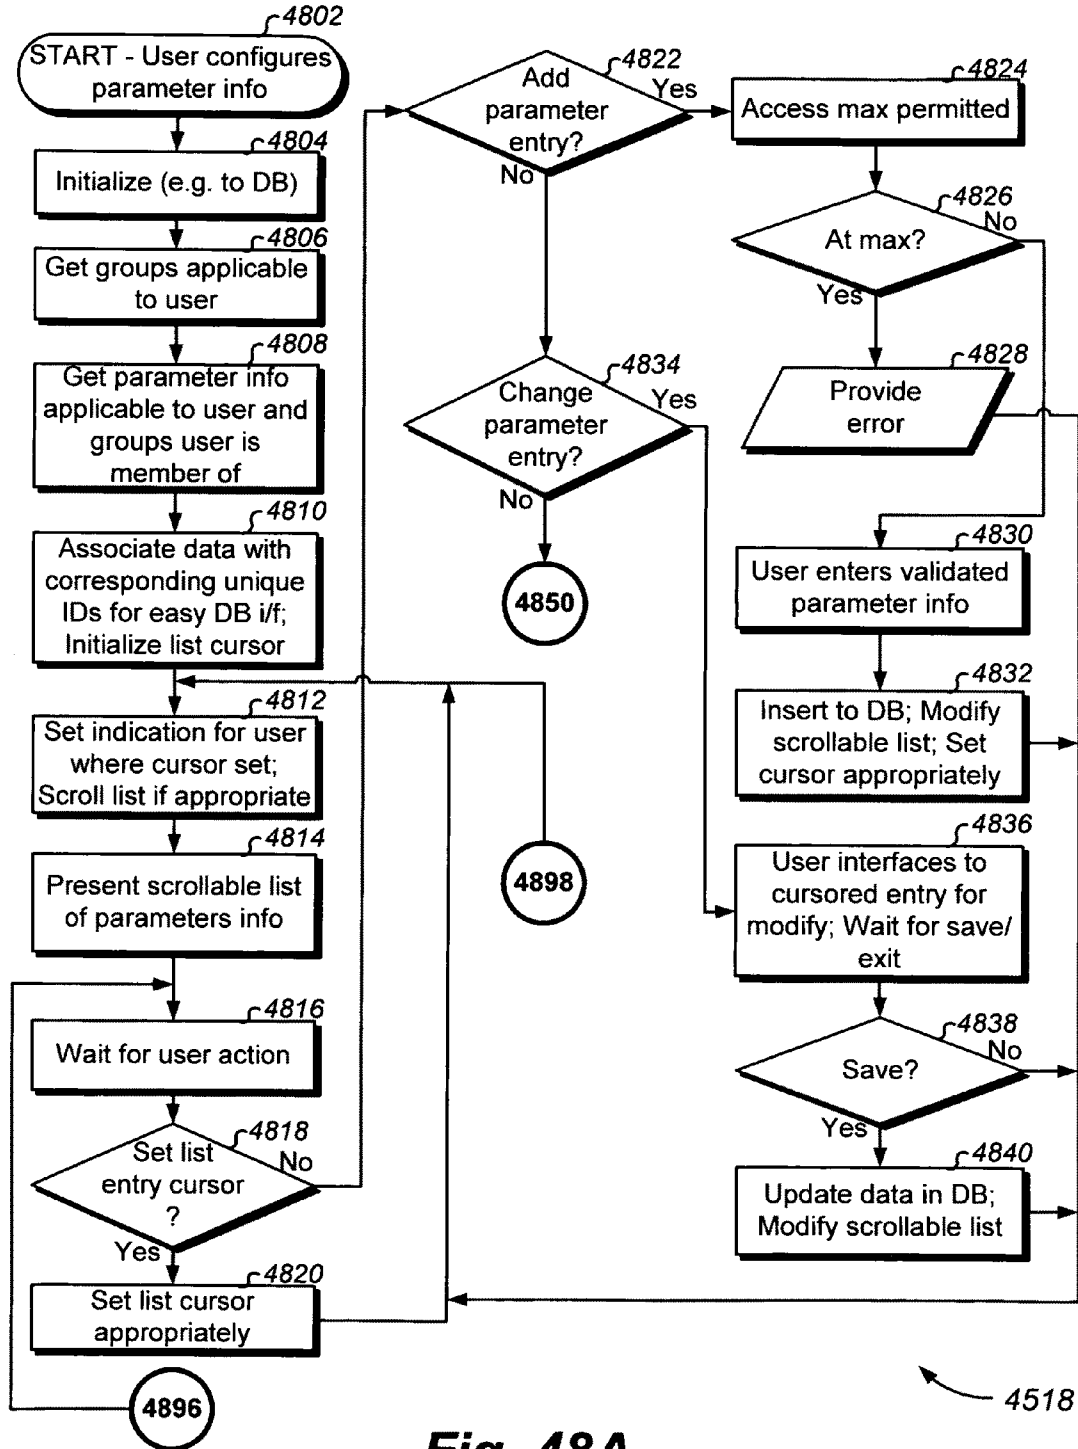 4802
START - User configures
parameter info
4804
Initialize (e.g. to DB)
4806
Get groups applicable
to user
4808
Get parameter info
applicable to user and
groups user is
member of
4810
Associate data with
corresponding unique
IDs for easy DB i/f;
Initialize list cursor
4812
Set indication for user
where cursor set;
Scroll list if appropriate
4814
Present scrollable list
of parameters info
4816
Wait for user action
4818
Set list
entry cursor
?
No
Yes
4820
Set list cursor
appropriately
4896
4822
Add
parameter
entry?
Yes
No
4834
Change
parameter
entry?
Yes
No
4850
4898
4824
Access max permitted
4826
At max?
No
Yes
4828
Provide
error
4830
User enters validated
parameter info
4832
Insert to DB; Modify
scrollable list; Set
cursor appropriately
4836
User interfaces to
cursored entry for
modify; Wait for save/
exit
4838
Save?
No
Yes
4840
Update data in DB;
Modify scrollable list
4518
Fig. 48A